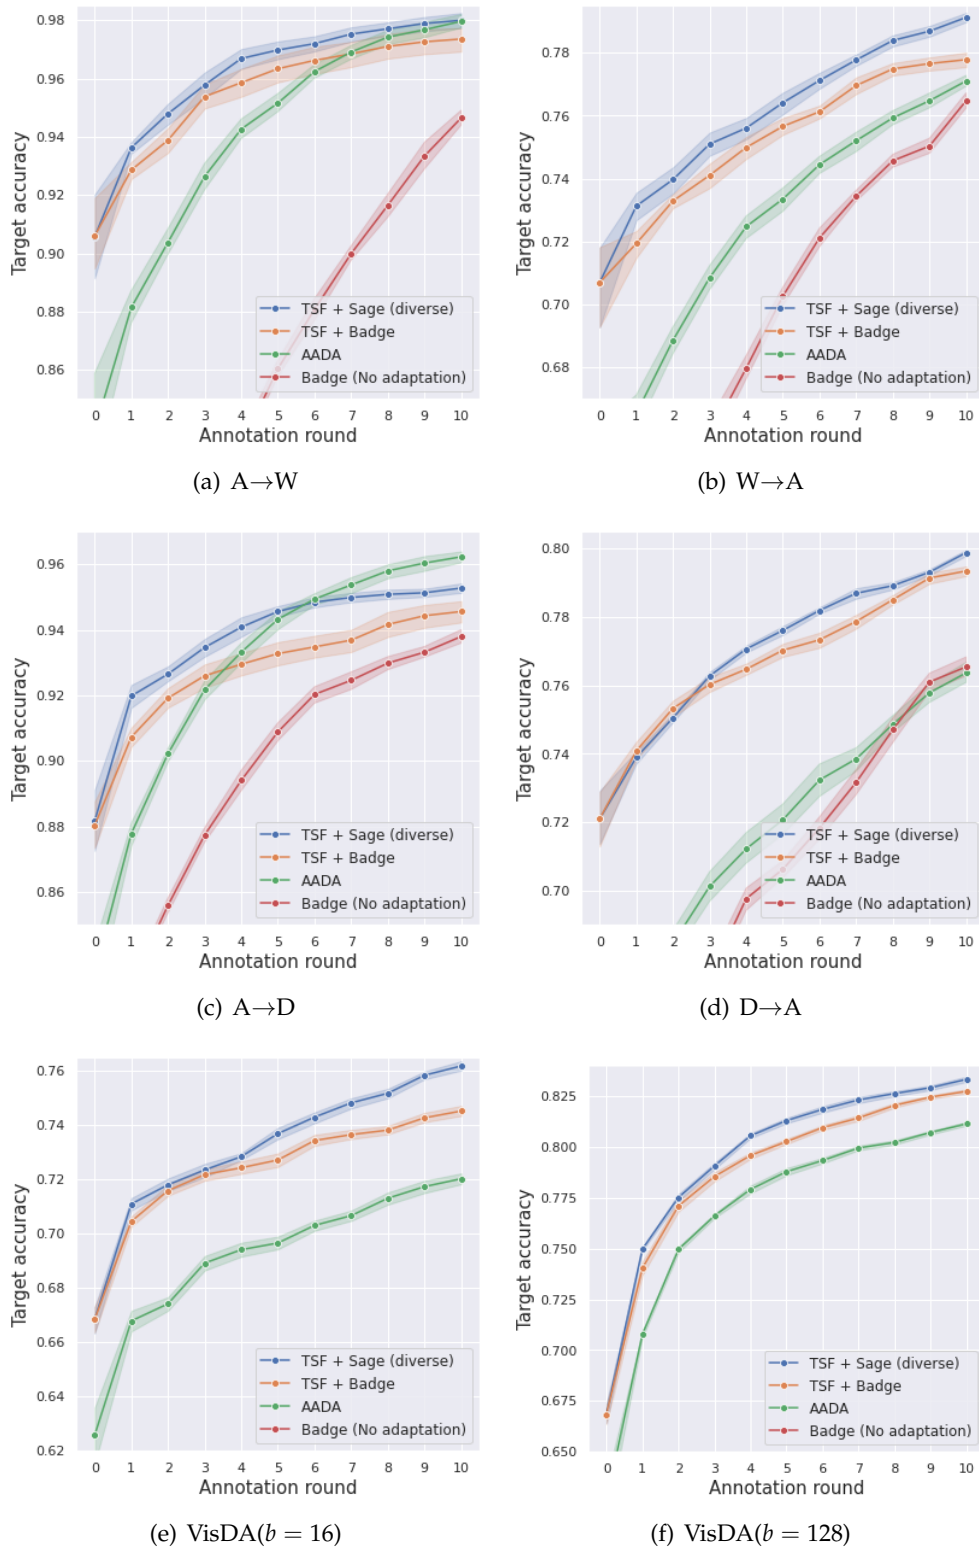 0.98
0.96
0.94
0.92
0.90
0.88
0.86
Target accuracy
TSF + Sage (diverse)
TSF + Badge
AADA
Badge (No adaptation)
0 1 2 3 4 5 6 7 8 9 10
Annotation round
(a) A→W
0.78
0.76
0.74
0.72
0.70
0.68
Target accuracy
TSF + Sage (diverse)
TSF + Badge
AADA
Badge (No adaptation)
0 1 2 3 4 5 6 7 8 9 10
Annotation round
(b) W→A
0.96
0.94
0.92
0.90
0.88
0.86
Target accuracy
TSF + Sage (diverse)
TSF + Badge
AADA
Badge (No adaptation)
0 1 2 3 4 5 6 7 8 9 10
Annotation round
(c) A→D
0.80
0.78
0.76
0.74
0.72
0.70
Target accuracy
TSF + Sage (diverse)
TSF + Badge
AADA
Badge (No adaptation)
0 1 2 3 4 5 6 7 8 9 10
Annotation round
(d) D→A
0.76
0.74
0.72
0.70
0.68
0.66
0.64
0.62
Target accuracy
TSF + Sage (diverse)
TSF + Badge
AADA
Badge (No adaptation)
0 1 2 3 4 5 6 7 8 9 10
Annotation round
(e) VisDA(b = 16)
0.825
0.800
0.775
0.750
0.725
0.700
0.675
0.650
Target accuracy
TSF + Sage (diverse)
TSF + Badge
AADA
Badge (No adaptation)
0 1 2 3 4 5 6 7 8 9 10
Annotation round
(f) VisDA(b = 128)